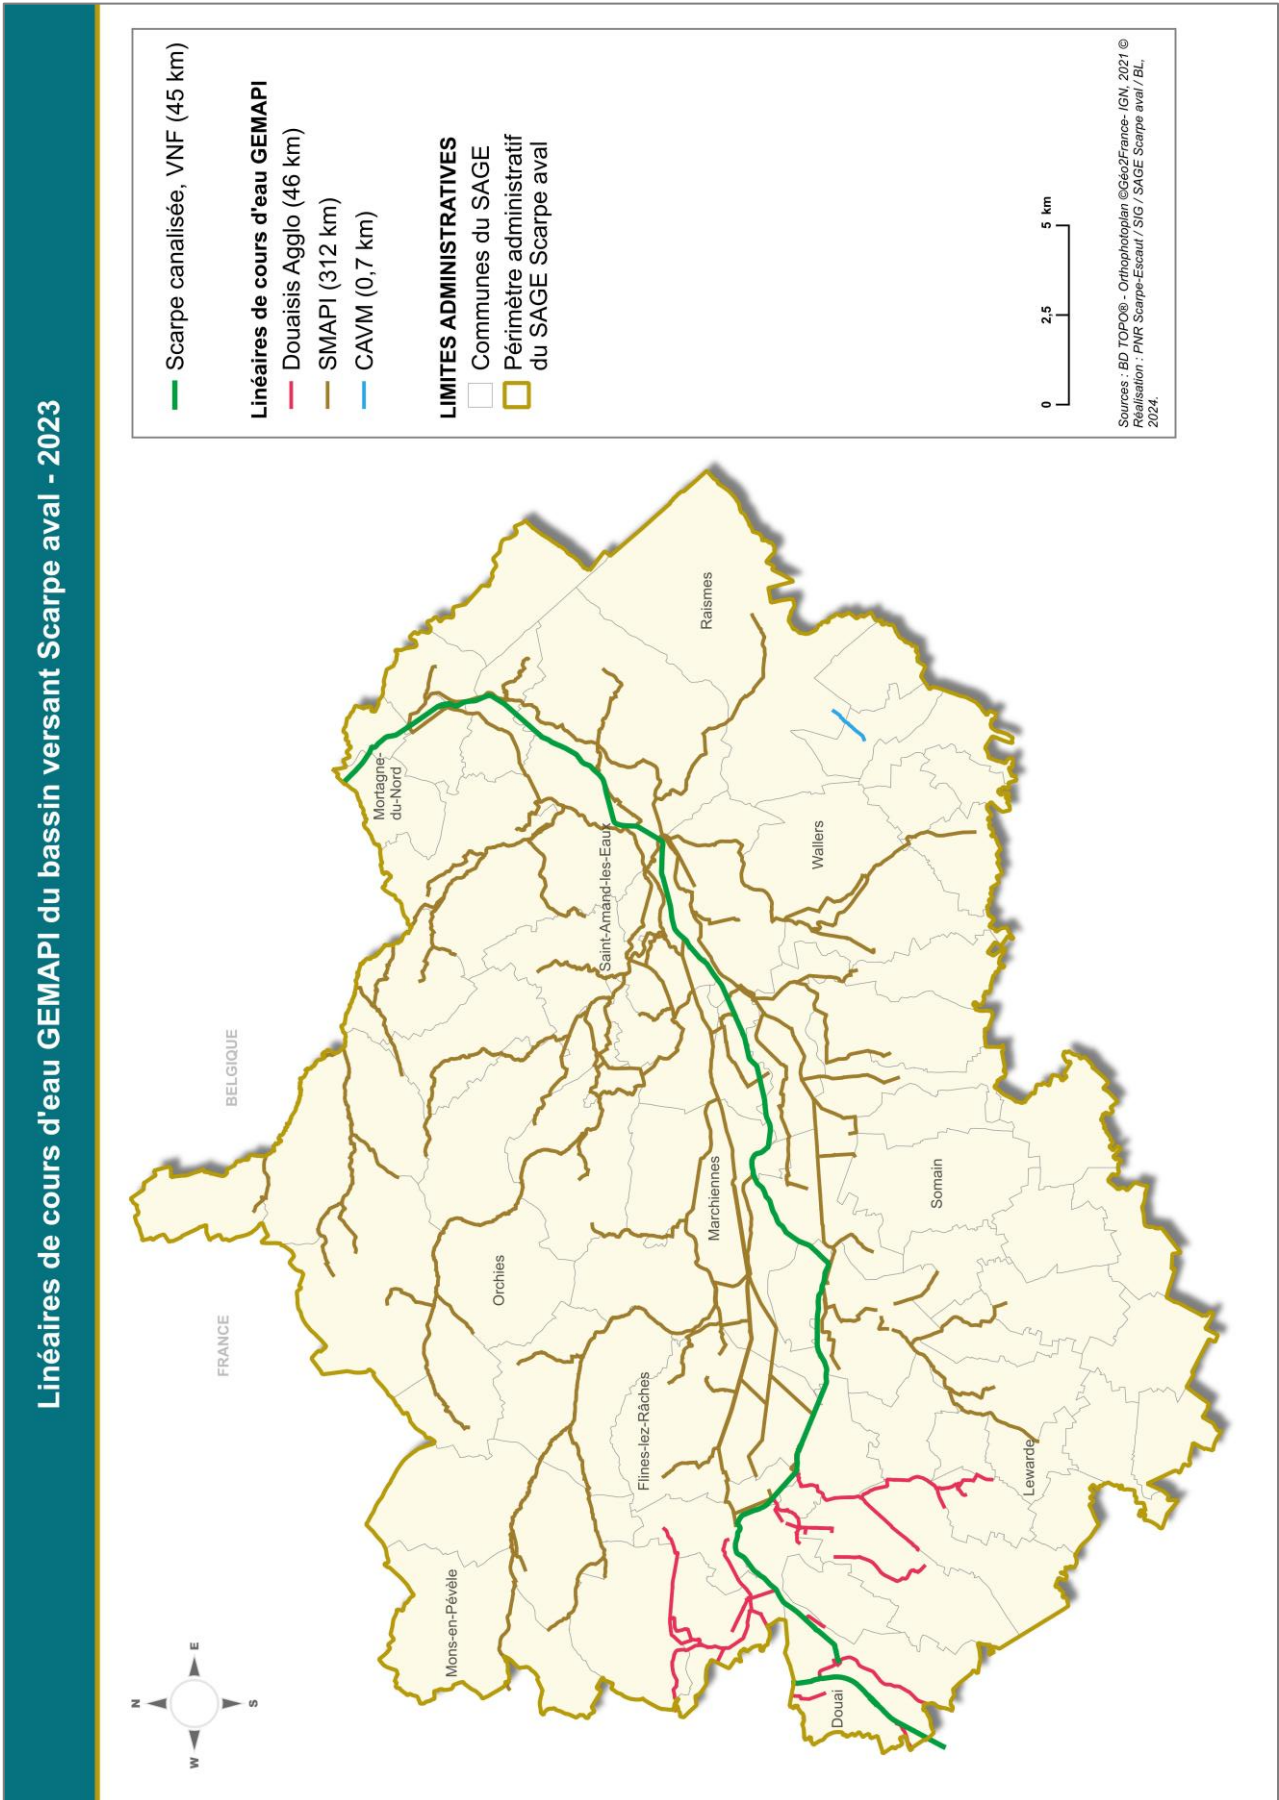 Linéaires de cours d'eau GEMAPI du bassin versant Scarpe aval - 2023
N
W
E
S
FRANCE
BELGIQUE
Mons-en-Pévèle
Orchies
Flines-lez-Râches
Douai
Lewarde
Marchiennes
Somain
Saint-Amand-les-Eaux
Wallers
Mortagne-
du-Nord
Raismes
Scarpe canalisée, VNF (45 km)
Linéaires de cours d'eau GEMAPI
Douaisis Agglo (46 km)
SMAPI (312 km)
CAVM (0,7 km)
LIMITES ADMINISTRATIVES
Communes du SAGE
Périmètre administratif
du SAGE Scarpe aval
0 2,5 5 km
Sources : BD TOPO® - Orthophotoplan ©Géo2France- IGN, 2021 ©
Réalisation : PNR Scarpe-Escaut / SIG / SAGE Scarpe aval / BL,
2024.